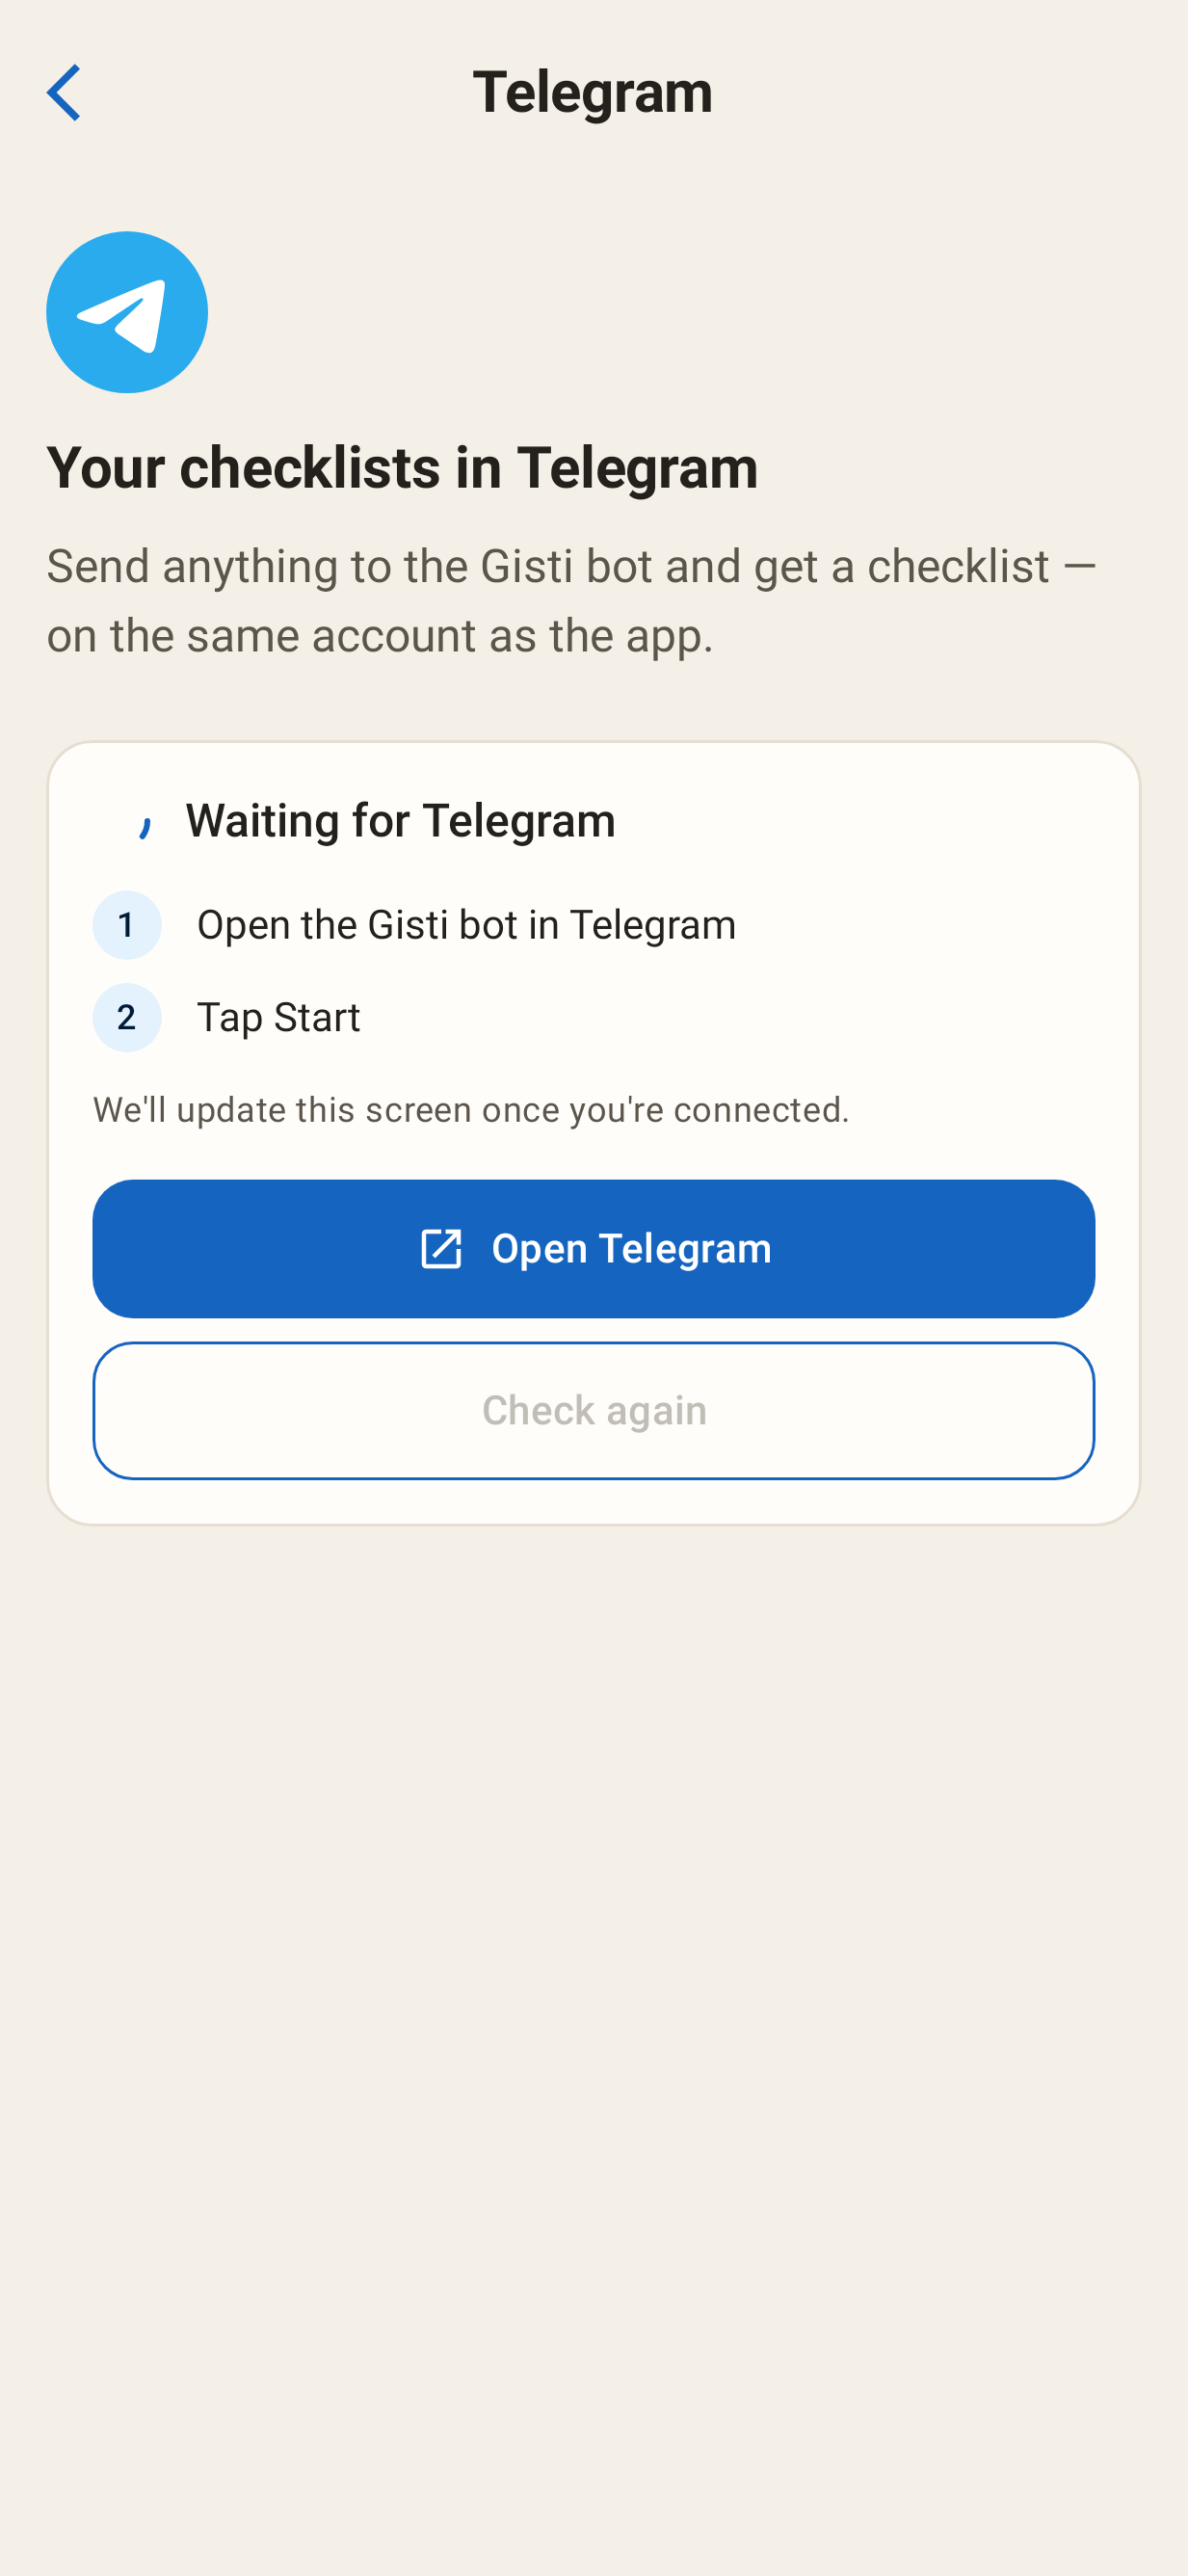 Telegram
Your checklists in Telegram
Send anything to the Gisti bot and get a checklist —
on the same account as the app.
Waiting for Telegram
1 Open the Gisti bot in Telegram
2 Tap Start
We'll update this screen once you're connected.
Open Telegram
Check again